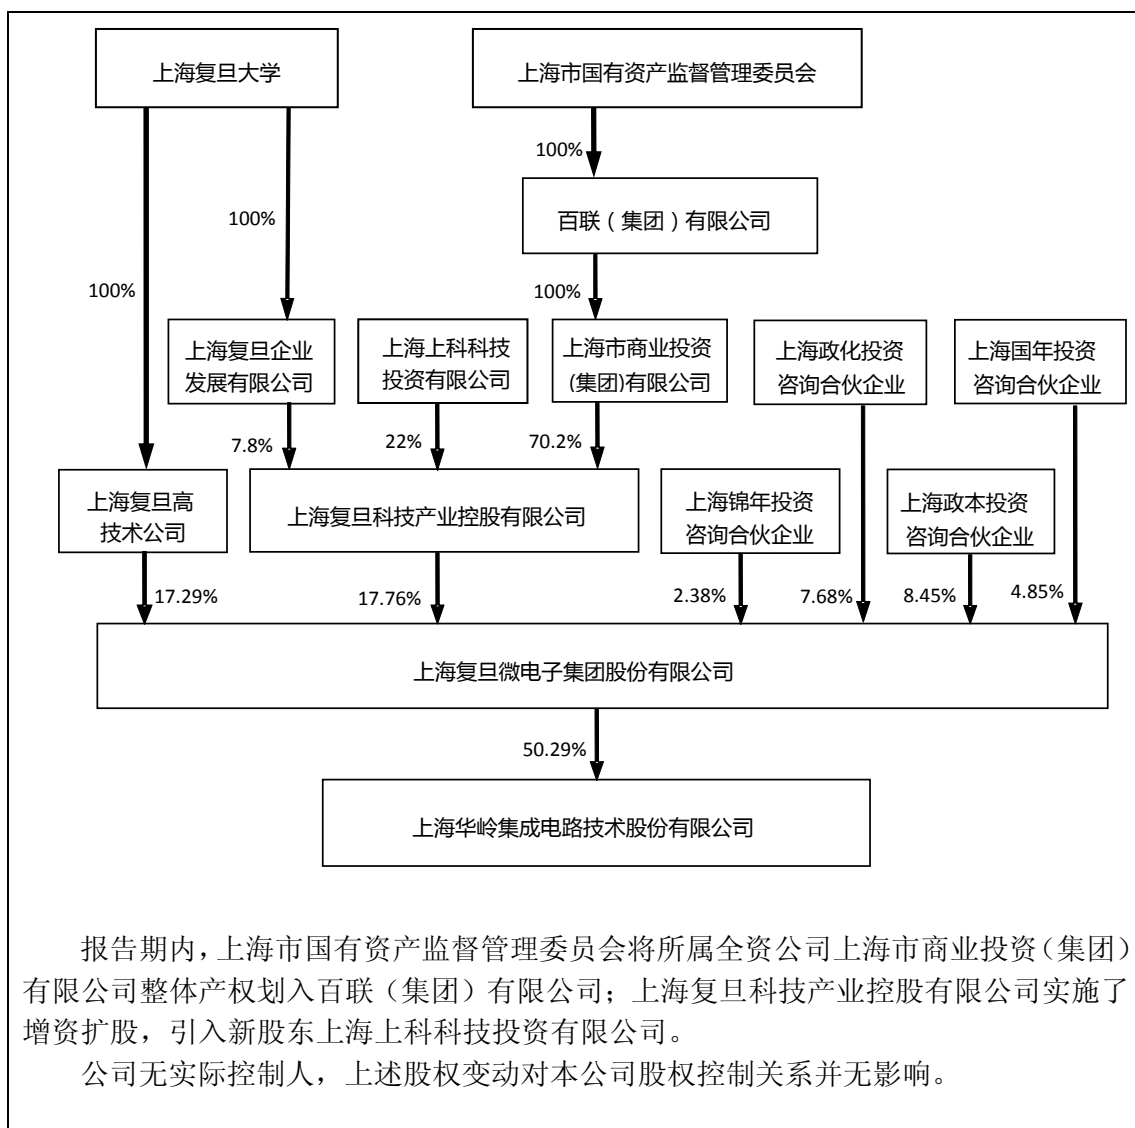 上海复旦大学
上海市国有资产监督管理委员会
100%
百联（集团）有限公司
100%
100%
100%
上海复旦企业
发展有限公司
上海上科科技
投资有限公司
上海市商业投资
(集团)有限公司
上海政化投资
咨询合伙企业
上海国年投资
咨询合伙企业
7.8%
22%
70.2%
上海复旦高
技术公司
上海复旦科技产业控股有限公司
上海锦年投资
咨询合伙企业
上海政本投资
咨询合伙企业
17.29%
17.76%
2.38%
7.68%
8.45%
4.85%
上海复旦微电子集团股份有限公司
50.29%
上海华岭集成电路技术股份有限公司
报告期内，上海市国有资产监督管理委员会将所属全资公司上海市商业投资（集团）
有限公司整体产权划入百联（集团）有限公司；上海复旦科技产业控股有限公司实施了
增资扩股，引入新股东上海上科科技投资有限公司。
公司无实际控制人，上述股权变动对本公司股权控制关系并无影响。